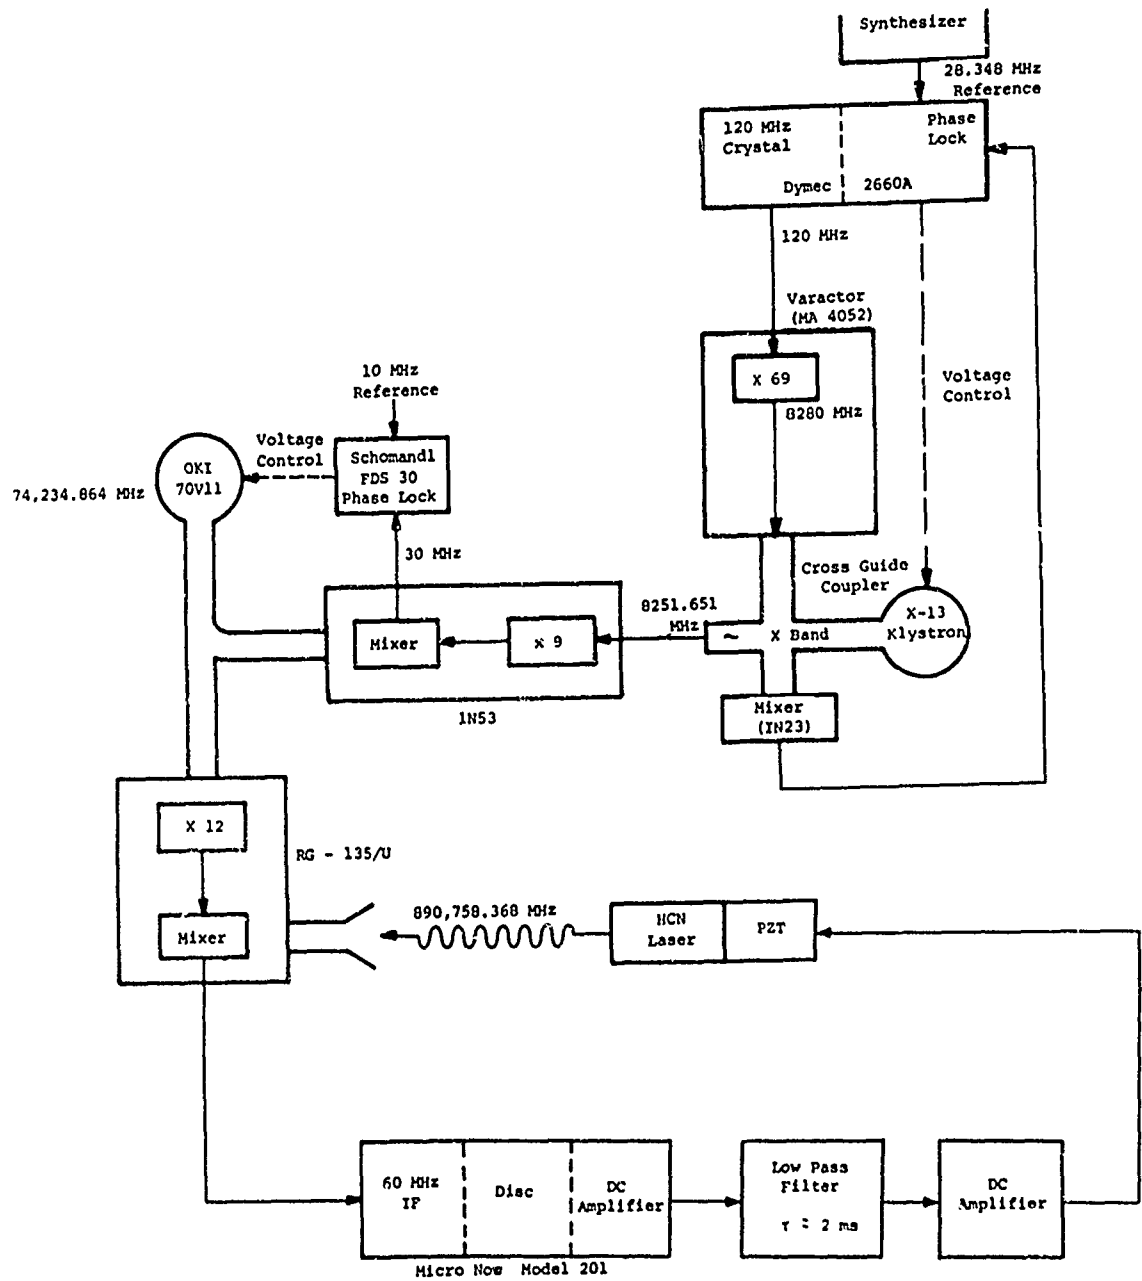 Synthesizer
28.348 MHz
Reference
120 MHz
Crystal
Phase
Lock
Dymec 2660A
120 MHz
Varactor
(MA 4052)
X 69
8280 MHz
Voltage
Control
10 MHz
Reference
Voltage
Control
Schomandl
FDS 30
Phase Lock
OKI
70V11
74,234.864 MHz
30 MHz
Cross Guide
Coupler
8251.651
MHz
X-13
Klystron
~
X Band
Mixer
X 9
1N53
Mixer
(IN23)
X 12
RG - 135/U
Mixer
890,758.368 MHz
HCN
Laser
PZT
60 MHz
IF
Disc
DC
Amplifier
Low Pass
Filter
τ = 2 ms
DC
Amplifier
Micro Now Model 201